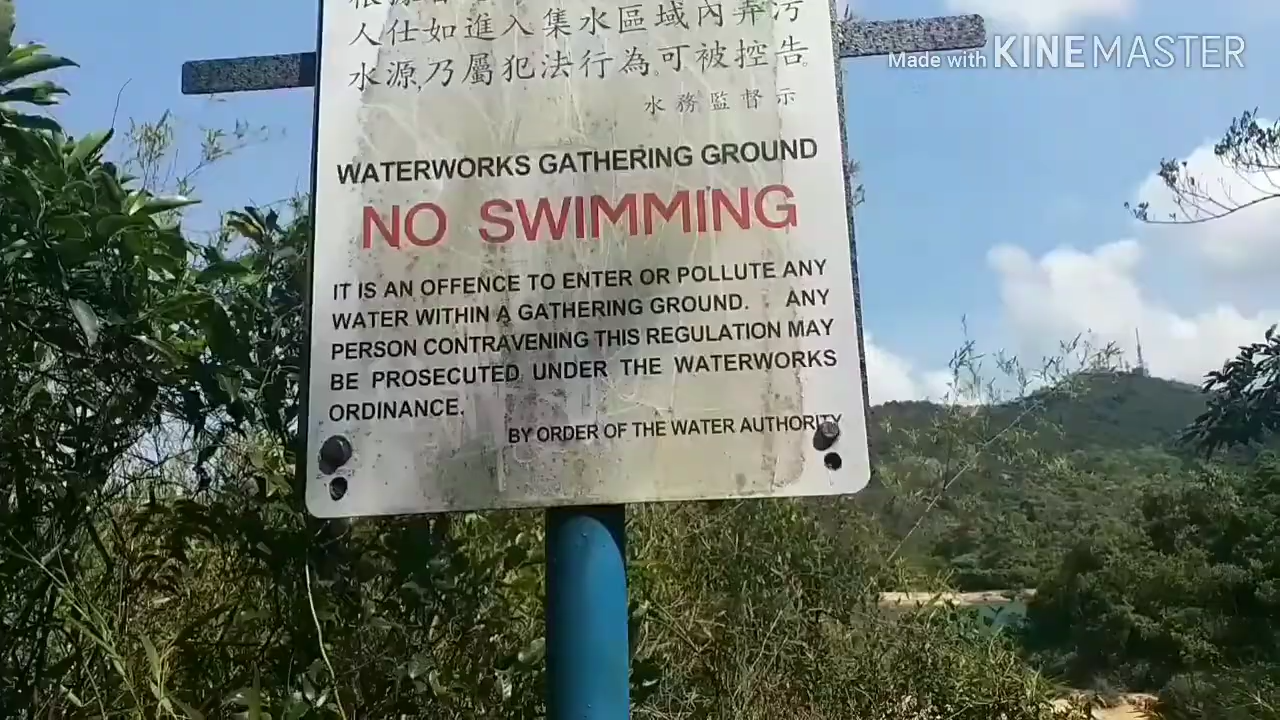 人仕如進入集水區域內弄污
水源，乃屬犯法行為。可被控告。
水務監督示
WATERWORKS GATHERING GROUND
NO SWIMMING
IT IS AN OFFENCE TO ENTER OR POLLUTE ANY
WATER WITHIN A GATHERING GROUND. ANY
PERSON CONTRAVENING THIS REGULATION MAY
BE PROSECUTED UNDER THE WATERWORKS
ORDINANCE.
BY ORDER OF THE WATER AUTHORITY
Made with KINEMASTER